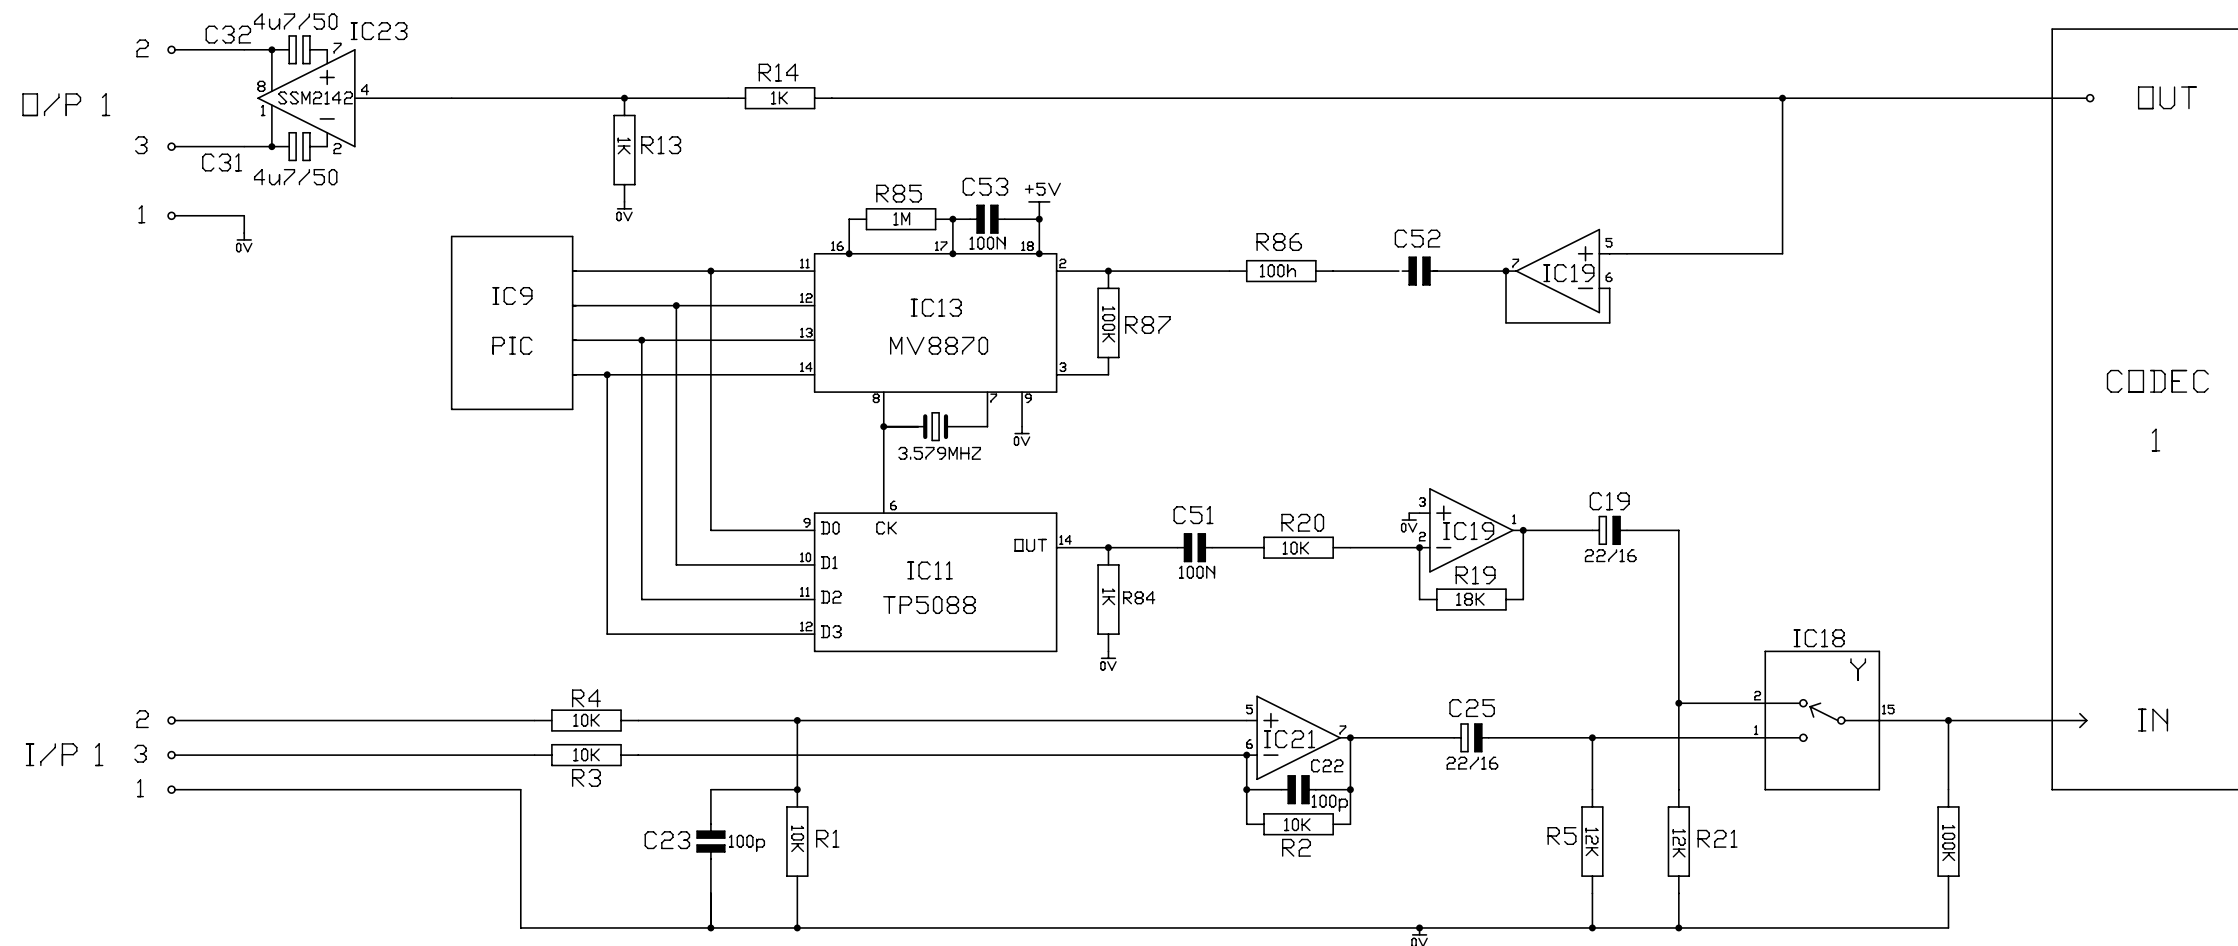 4u7/50
C32
IC23
2
7
+
8
SSM2142
4
O/P 1
1
−
3
C31
2
4u7/50
1
0V
R14
1K
1K
R13
0V
OUT
R85
1M
C53
100N
+5V
16
17
18
IC9
PIC
11
12
13
14
IC13
MV8870
2
3
R86
100h
C52
100K
R87
7
IC19
+
−
5
6
8
7
9
0V
3.579MHZ
CODEC
1
6
CK
9
D0
10
D1
11
D2
12
D3
OUT
14
IC11
TP5088
C51
100N
R20
10K
1K
R84
0V
3
0V
2
+
−
IC19
1
R19
18K
C19
22/16
IC18
Y
2
1
15
IN
I/P 1
2
3
1
R4
10K
10K
R3
5
6
+
−
IC21
7
C22
100p
10K
R2
C25
22/16
C23
100p
10K
R1
R5
12K
12K
R21
100K
0V